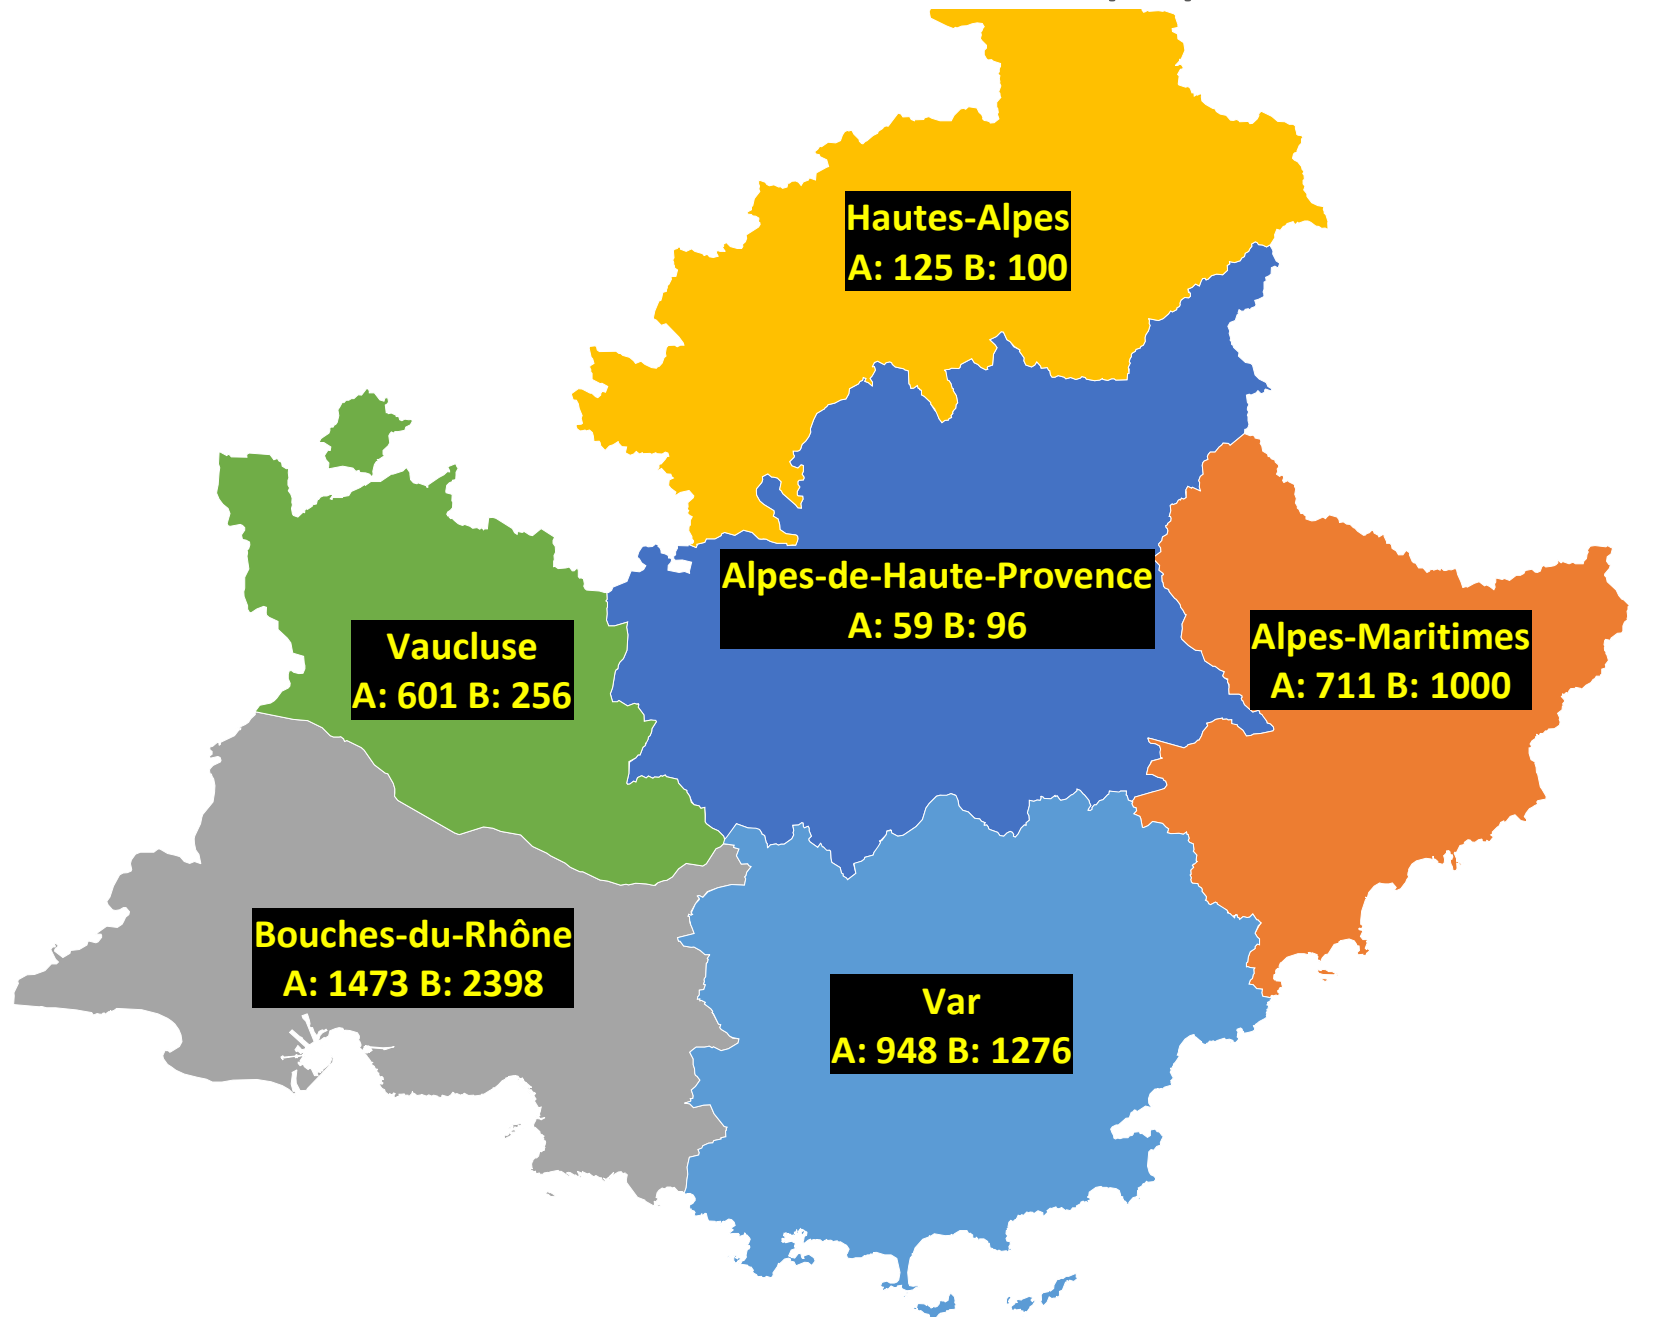 Hautes-Alpes
A: 125 B: 100
Alpes-de-Haute-Provence
A: 59 B: 96
Vaucluse
A: 601 B: 256
Alpes-Maritimes
A: 711 B: 1000
Bouches-du-Rhône
A: 1473 B: 2398
Var
A: 948 B: 1276